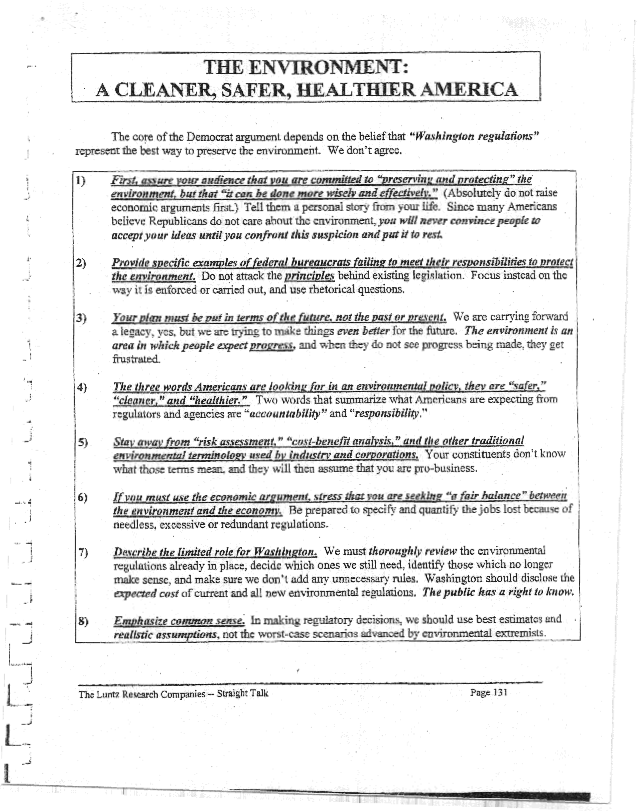 THE ENVIRONMENT:
A CLEANER, SAFER, HEALTHIER AMERICA
The core of the Democrat argument depends on the belief that "Washington regulations"
represent the best way to preserve the environment. We don't agree.
1) First, assure your audience that you are committed to "preserving and protecting" the
environment, but that "it can be done more wisely and effectively." (Absolutely do not raise
economic arguments first.) Tell them a personal story from your life. Since many Americans
believe Republicans do not care about the environment, you will never convince people to
accept your ideas until you confront this suspicion and put it to rest.
2) Provide specific examples of federal bureaucrats failing to meet their responsibilities to protect
the environment. Do not attack the principles behind existing legislation. Focus instead on the
way it is enforced or carried out, and use rhetorical questions.
3) Your plan must be put in terms of the future, not the past or present. We are carrying forward
a legacy, yes, but we are trying to make things even better for the future. The environment is an
area in which people expect progress, and when they do not see progress being made, they get
frustrated.
4) The three words Americans are looking for in an environmental policy, they are "safer,"
"cleaner," and "healthier." Two words that summarize what Americans are expecting from
regulators and agencies are "accountability" and "responsibility."
5) Stay away from "risk assessment," "cost-benefit analysis," and the other traditional
environmental terminology used by industry and corporations. Your constituents don't know
what those terms mean, and they will then assume that you are pro-business.
6) If you must use the economic argument, stress that you are seeking "a fair balance" between
the environment and the economy. Be prepared to specify and quantify the jobs lost because of
needless, excessive or redundant regulations.
7) Describe the limited role for Washington. We must thoroughly review the environmental
regulations already in place, decide which ones we still need, identify those which no longer
make sense, and make sure we don't add any unnecessary rules. Washington should disclose the
expected cost of current and all new environmental regulations. The public has a right to know.
8) Emphasize common sense. In making regulatory decisions, we should use best estimates and
realistic assumptions, not the worst-case scenarios advanced by environmental extremists.
The Luntz Research Companies – Straight Talk Page 131